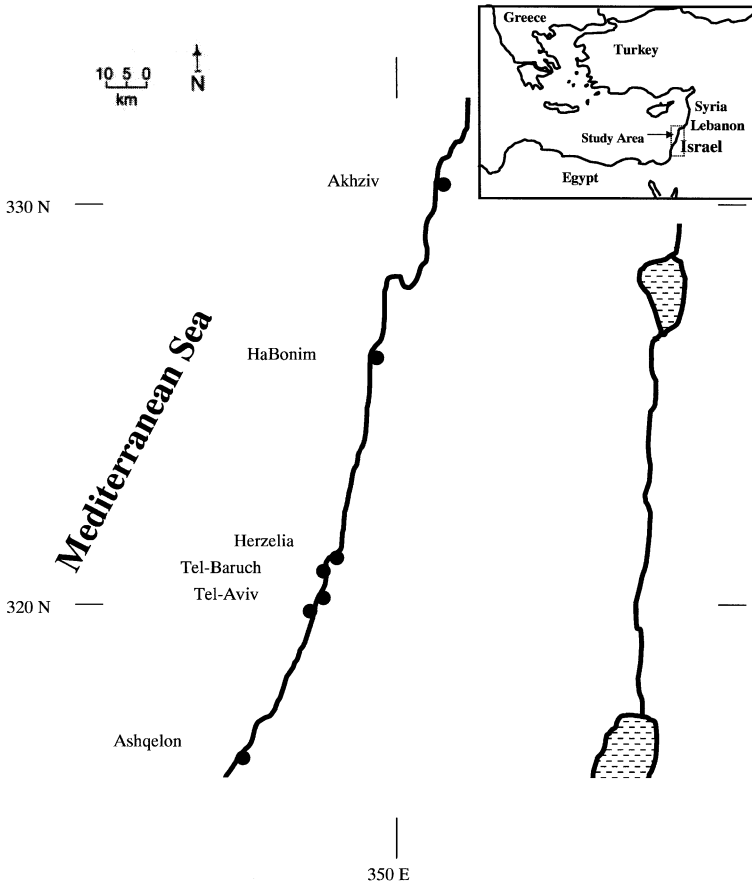 Greece
Turkey
Syria
Lebanon
Study Area
Israel
Egypt
10 5 0
km
N
Akhziv
330 N
HaBonim
Mediterranean Sea
Herzelia
Tel-Baruch
Tel-Aviv
320 N
Ashqelon
350 E